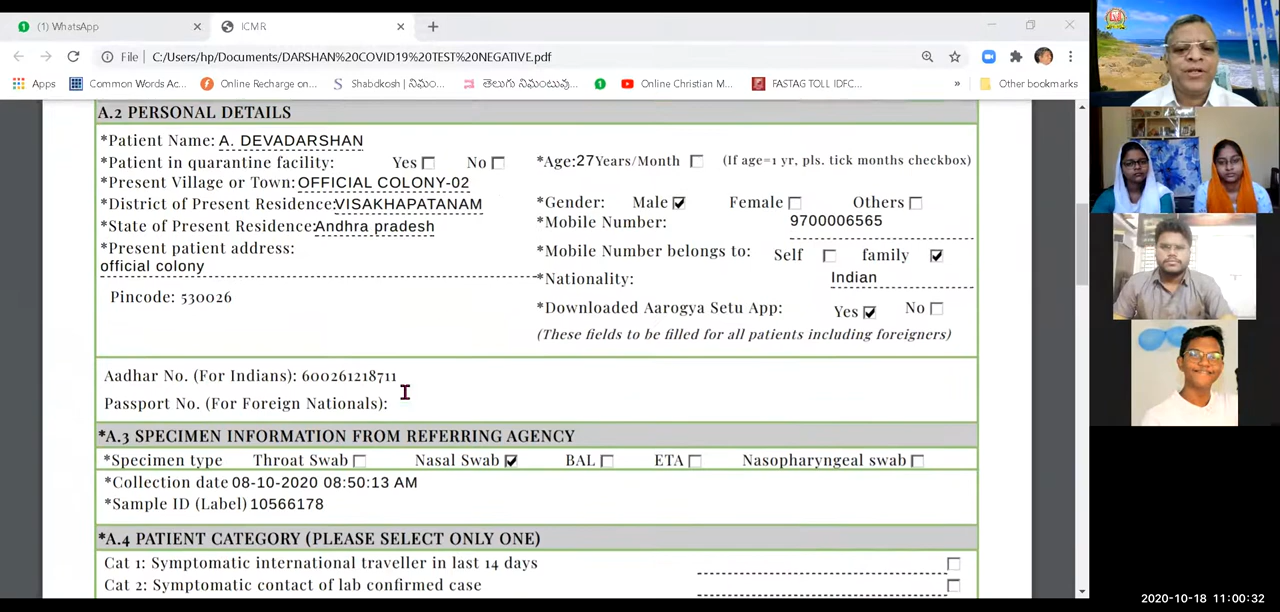 (1) WhatsApp
ICMR
File C:/Users/hp/Documents/DARSHAN%20COVID19%20TEST%20NEGATIVE.pdf
Apps Common Words Ac... Online Recharge on... Shabdkosh | నిఘం... తెలుగు నిఘంటువు... Online Christian M... FASTAG TOLL IDFC... » Other bookmarks
A.2 PERSONAL DETAILS
*Patient Name: A. DEVADARSHAN
*Patient in quarantine facility: Yes No *Age:27Years/Month (If age=1 yr, pls. tick months checkbox)
*Present Village or Town: OFFICIAL COLONY-02
*District of Present Residence:VISAKHAPATANAM *Gender: Male Female Others
*State of Present Residence:Andhra pradesh *Mobile Number: 9700006565
*Present patient address: *Mobile Number belongs to: Self family
official colony *Nationality: Indian
Pincode: 530026 *Downloaded Aarogya Setu App: Yes No
(These fields to be filled for all patients including foreigners)
Aadhar No. (For Indians): 600261218711
Passport No. (For Foreign Nationals):
*A.3 SPECIMEN INFORMATION FROM REFERRING AGENCY
*Specimen type Throat Swab Nasal Swab BAL ETA Nasopharyngeal swab
*Collection date 08-10-2020 08:50:13 AM
*Sample ID (Label) 10566178
*A.4 PATIENT CATEGORY (PLEASE SELECT ONLY ONE)
Cat 1: Symptomatic international traveller in last 14 days
Cat 2: Symptomatic contact of lab confirmed case
2020-10-18 11:00:32